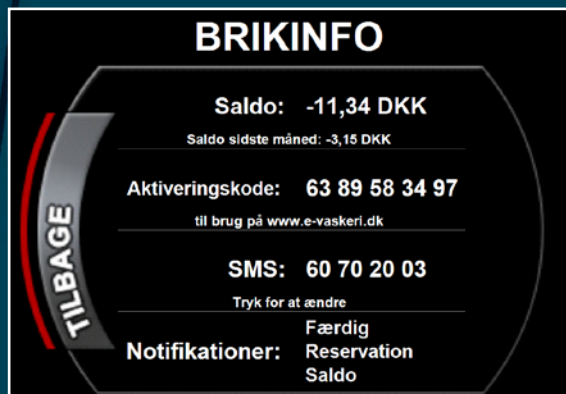 BRIKINFO
Saldo: -11,34 DKK
Saldo sidste måned: -3,15 DKK
Aktiveringskode: 63 89 58 34 97
til brug på www.e-vaskeri.dk
SMS: 60 70 20 03
Tryk for at ændre
Notifikationer: Færdig
Reservation
Saldo
TILBAGE